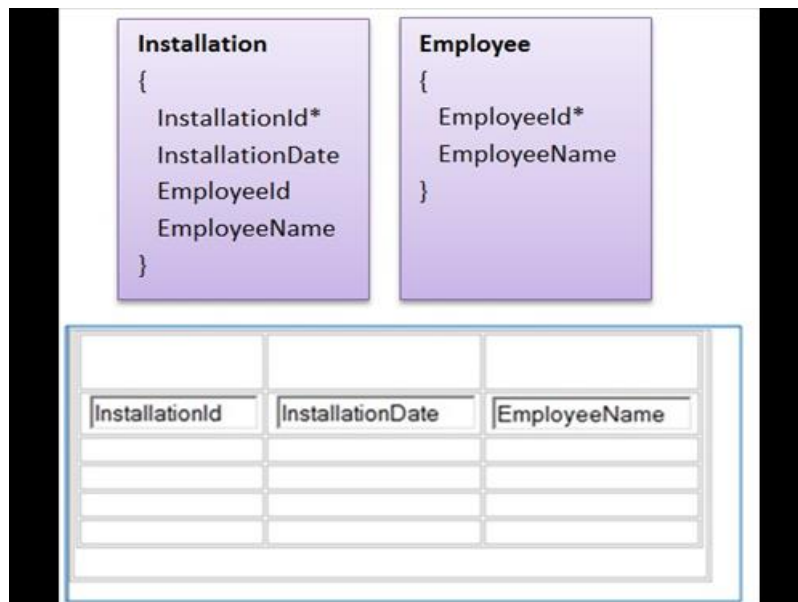 Installation
{
InstallationId*
InstallationDate
EmployeeId
EmployeeName
}
Employee
{
EmployeeId*
EmployeeName
}
InstallationId InstallationDate EmployeeName